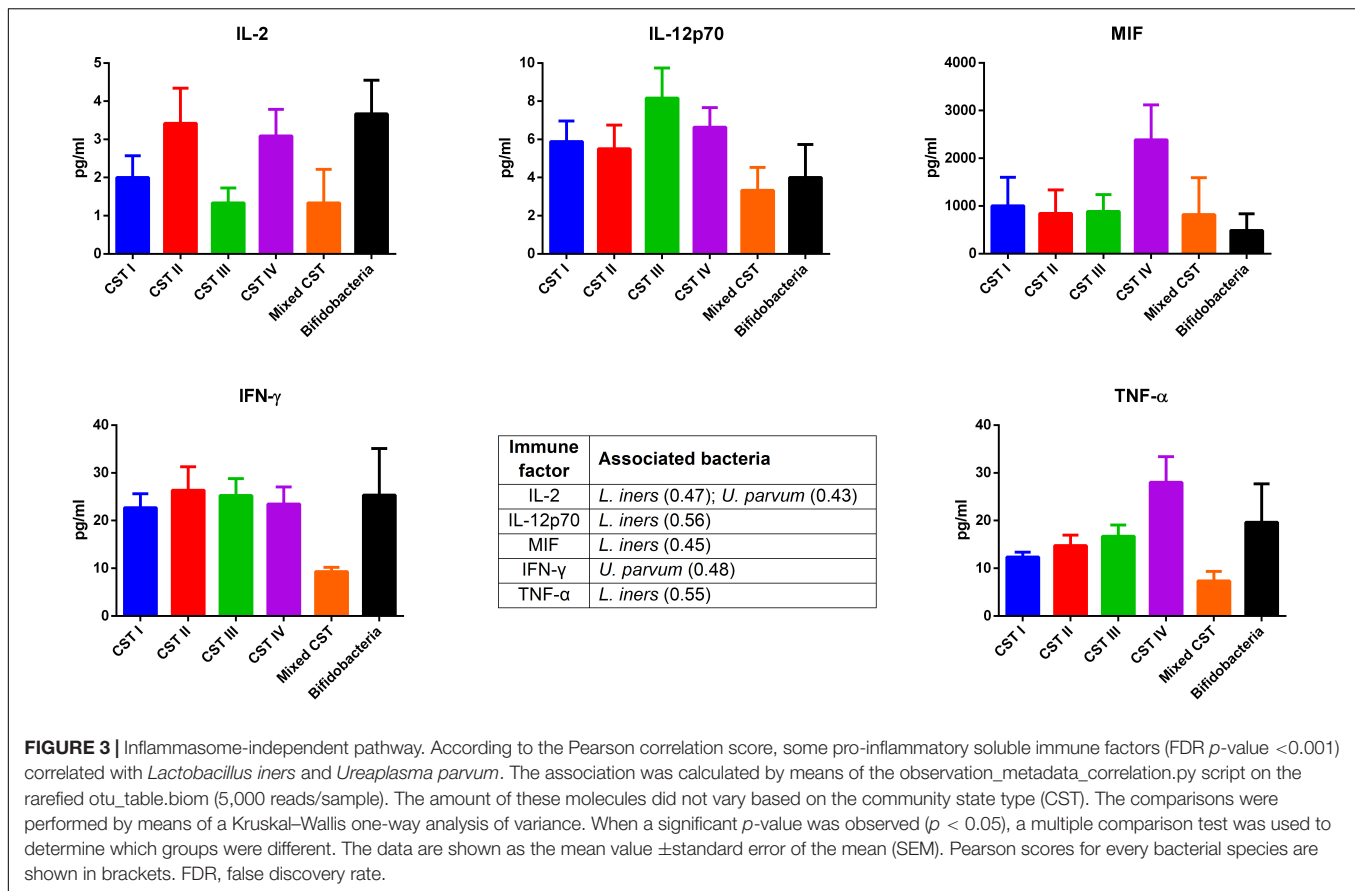 IL-2
pg/ml
5
4
3
2
1
0
CST I
CST II
CST III
CST IV
Mixed CST
Bifidobacteria
IL-12p70
pg/ml
10
8
6
4
2
0
CST I
CST II
CST III
CST IV
Mixed CST
Bifidobacteria
MIF
pg/ml
4000
3000
2000
1000
0
CST I
CST II
CST III
CST IV
Mixed CST
Bifidobacteria
IFN-γ
pg/ml
40
30
20
10
0
CST I
CST II
CST III
CST IV
Mixed CST
Bifidobacteria
Immune factor | Associated bacteria
IL-2 | L. iners (0.47); U. parvum (0.43)
IL-12p70 | L. iners (0.56)
MIF | L. iners (0.45)
IFN-γ | U. parvum (0.48)
TNF-α | L. iners (0.55)
TNF-α
pg/ml
40
30
20
10
0
CST I
CST II
CST III
CST IV
Mixed CST
Bifidobacteria
FIGURE 3 | Inflammasome-independent pathway. According to the Pearson correlation score, some pro-inflammatory soluble immune factors (FDR p-value <0.001)
correlated with Lactobacillus iners and Ureaplasma parvum. The association was calculated by means of the observation_metadata_correlation.py script on the
rarefied otu_table.biom (5,000 reads/sample). The amount of these molecules did not vary based on the community state type (CST). The comparisons were
performed by means of a Kruskal–Wallis one-way analysis of variance. When a significant p-value was observed (p < 0.05), a multiple comparison test was used to
determine which groups were different. The data are shown as the mean value ±standard error of the mean (SEM). Pearson scores for every bacterial species are
shown in brackets. FDR, false discovery rate.